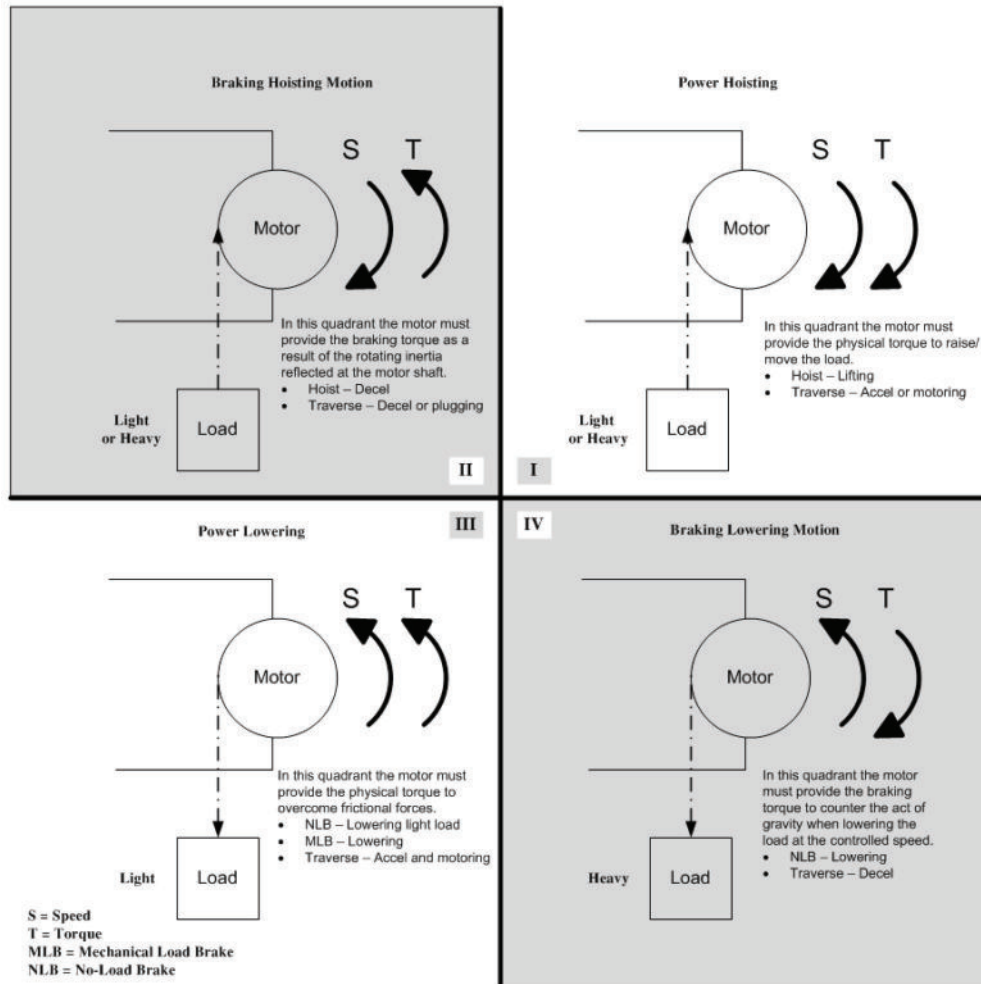 Braking Hoisting Motion
S T
Motor
In this quadrant the motor must
provide the braking torque as a
result of the rotating inertia
reflected at the motor shaft.
• Hoist – Decel
• Traverse – Decel or plugging
Light
or Heavy
Load
II
Power Hoisting
S T
Motor
In this quadrant the motor must
provide the physical torque to raise/
move the load.
• Hoist – Lifting
• Traverse – Accel or motoring
Light
or Heavy
Load
I
Power Lowering
III
S T
Motor
In this quadrant the motor must
provide the physical torque to
overcome frictional forces.
• NLB – Lowering light load
• MLB – Lowering
• Traverse – Accel and motoring
Light
Load
S = Speed
T = Torque
MLB = Mechanical Load Brake
NLB = No-Load Brake
IV
Braking Lowering Motion
S T
Motor
In this quadrant the motor
must provide the braking
torque to counter the act of
gravity when lowering the
load at the controlled speed.
• NLB – Lowering
• Traverse – Decel
Heavy
Load